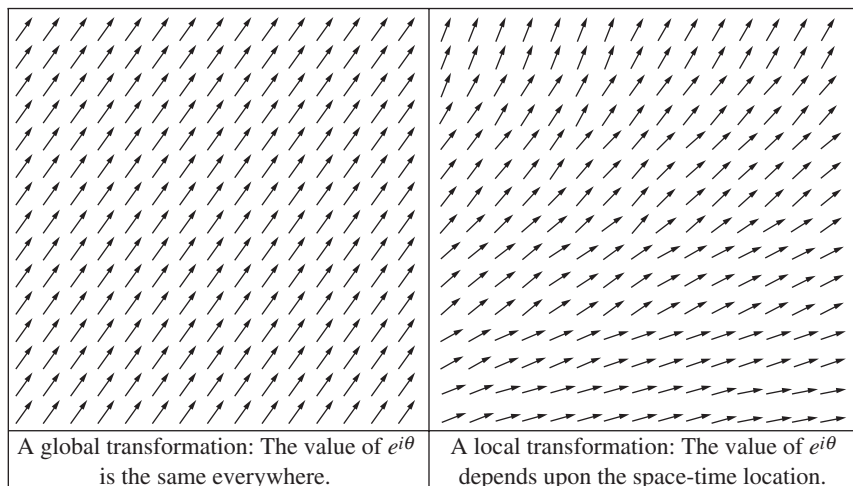 A global transformation: The value of e^{iθ}
is the same everywhere.
A local transformation: The value of e^{iθ}
depends upon the space-time location.